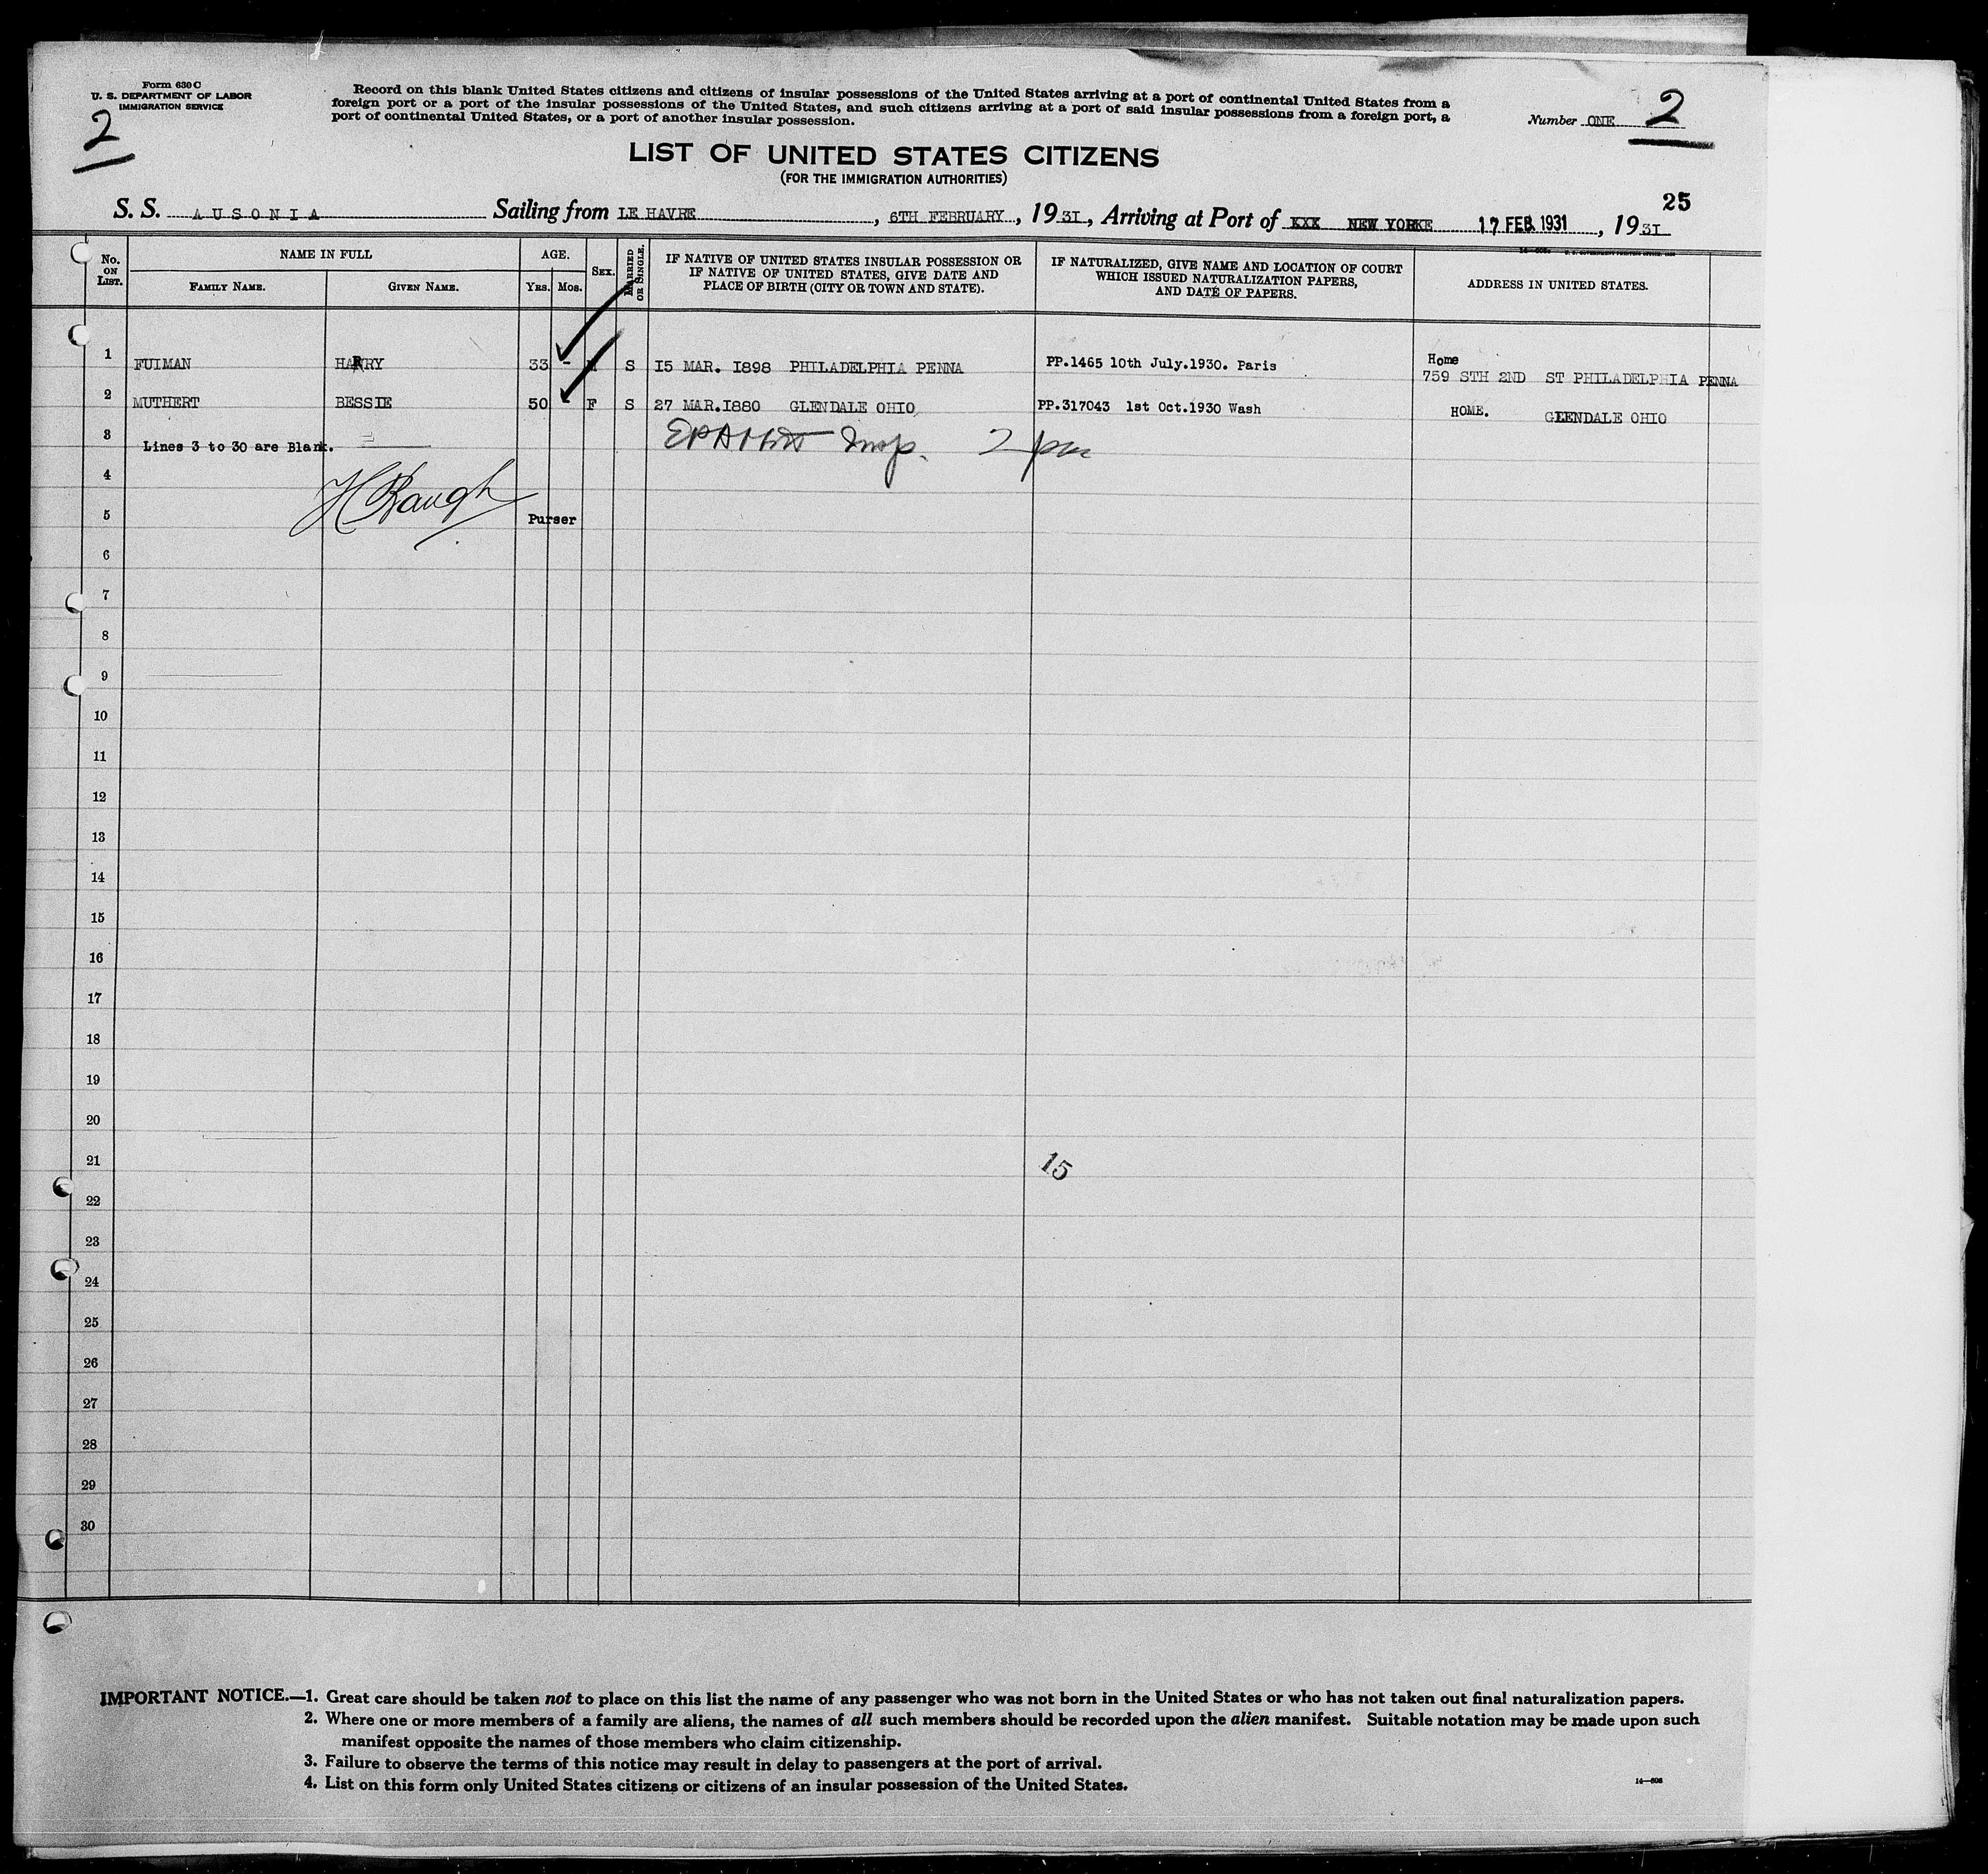 Form 630 C
U. S. DEPARTMENT OF LABOR
IMMIGRATION SERVICE
2
Record on this blank United States citizens and citizens of insular possessions of the United States arriving at a port of continental United States from a
foreign port or a port of the insular possessions of the United States, and such citizens arriving at a port of said insular possessions from a foreign port, a
port of continental United States, or a port of another insular possession.
Number ONE 2
LIST OF UNITED STATES CITIZENS
(FOR THE IMMIGRATION AUTHORITIES)
25
S. S. AUSONIA Sailing from LE HAVRE, 6TH FEBRUARY, 1931, Arriving at Port of XXX NEW YORKE 17 FEB. 1931, 1931
No. ON LIST. NAME IN FULL AGE. SEX. MARRIED OR SINGLE. IF NATIVE OF UNITED STATES INSULAR POSSESSION OR IF NATIVE OF UNITED STATES, GIVE DATE AND PLACE OF BIRTH (CITY OR TOWN AND STATE). IF NATURALIZED, GIVE NAME AND LOCATION OF COURT WHICH ISSUED NATURALIZATION PAPERS, AND DATE OF PAPERS. ADDRESS IN UNITED STATES.
FAMILY NAME. GIVEN NAME. YRS. MOS.
1 FUIMAN HARRY 33 - S 15 MAR. 1898 PHILADELPHIA PENNA PP.1465 10th July.1930. Paris Home
759 STH 2ND ST PHILADELPHIA PENNA
2 MUTHERT BESSIE 50 - F S 27 MAR.1880 GLENDALE OHIO PP.317043 1st Oct.1930 Wash HOME. GLENDALE OHIO
3 Lines 3 to 30 are Blank. Insp. 2 pm
4
H Baugh
5 Purser
6
7
8
9
10
11
12
13
14
15
16
17
18
19
20
21
15
22
23
24
25
26
27
28
29
30
IMPORTANT NOTICE.—1. Great care should be taken not to place on this list the name of any passenger who was not born in the United States or who has not taken out final naturalization papers.
2. Where one or more members of a family are aliens, the names of all such members should be recorded upon the alien manifest. Suitable notation may be made upon such
manifest opposite the names of those members who claim citizenship.
3. Failure to observe the terms of this notice may result in delay to passengers at the port of arrival.
4. List on this form only United States citizens or citizens of an insular possession of the United States.